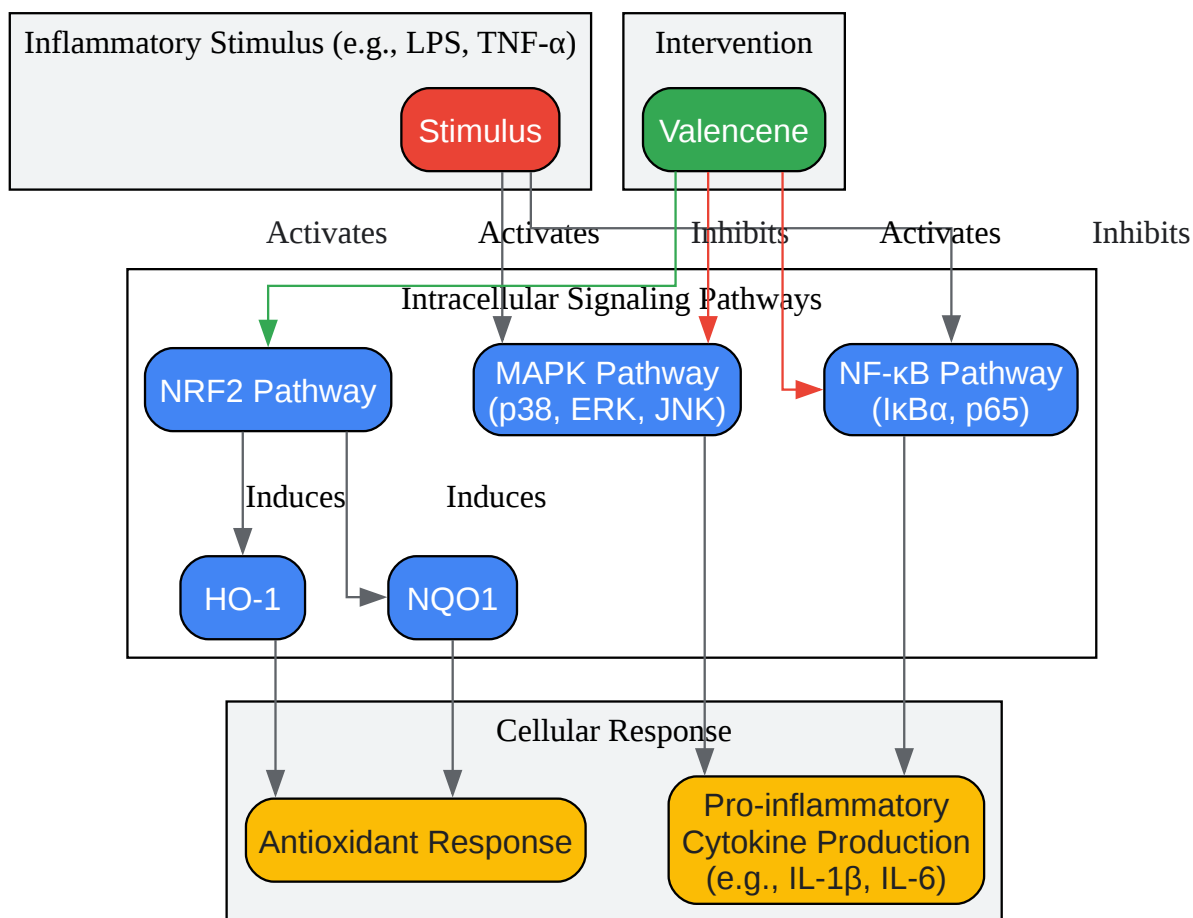 Inflammatory Stimulus (e.g., LPS, TNF-α)
Intervention
Stimulus
Valencene
Activates
Activates
Inhibits
Activates
Inhibits
Intracellular Signaling Pathways
NRF2 Pathway
MAPK Pathway
(p38, ERK, JNK)
NF-κB Pathway
(IκBα, p65)
Induces
Induces
HO-1
NQO1
Cellular Response
Antioxidant Response
Pro-inflammatory
Cytokine Production
(e.g., IL-1β, IL-6)